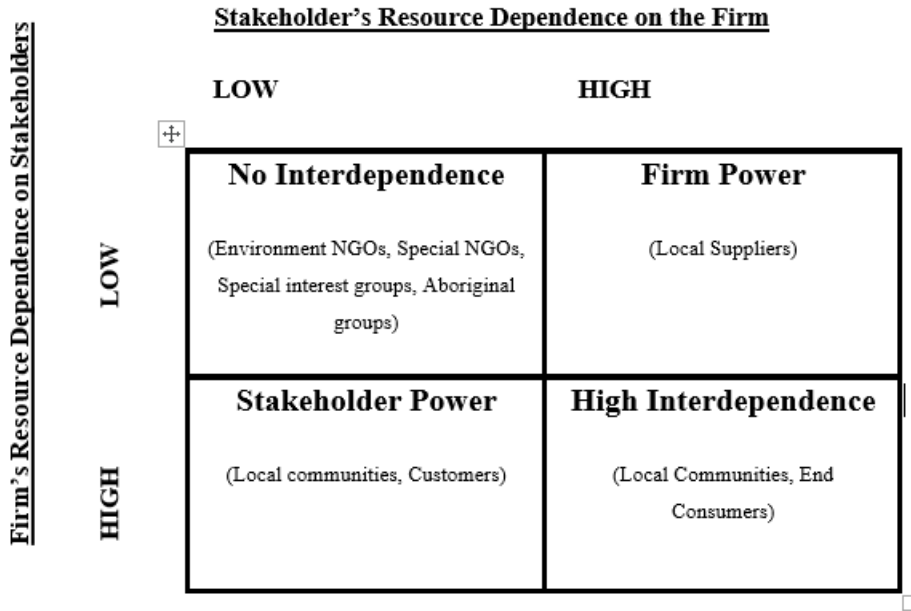 Stakeholder's Resource Dependence on the Firm
Firm's Resource Dependence on Stakeholders
LOW
HIGH
LOW
No Interdependence
(Environment NGOs, Special NGOs,
Special interest groups, Aboriginal
groups)
Firm Power
(Local Suppliers)
HIGH
Stakeholder Power
(Local communities, Customers)
High Interdependence
(Local Communities, End
Consumers)